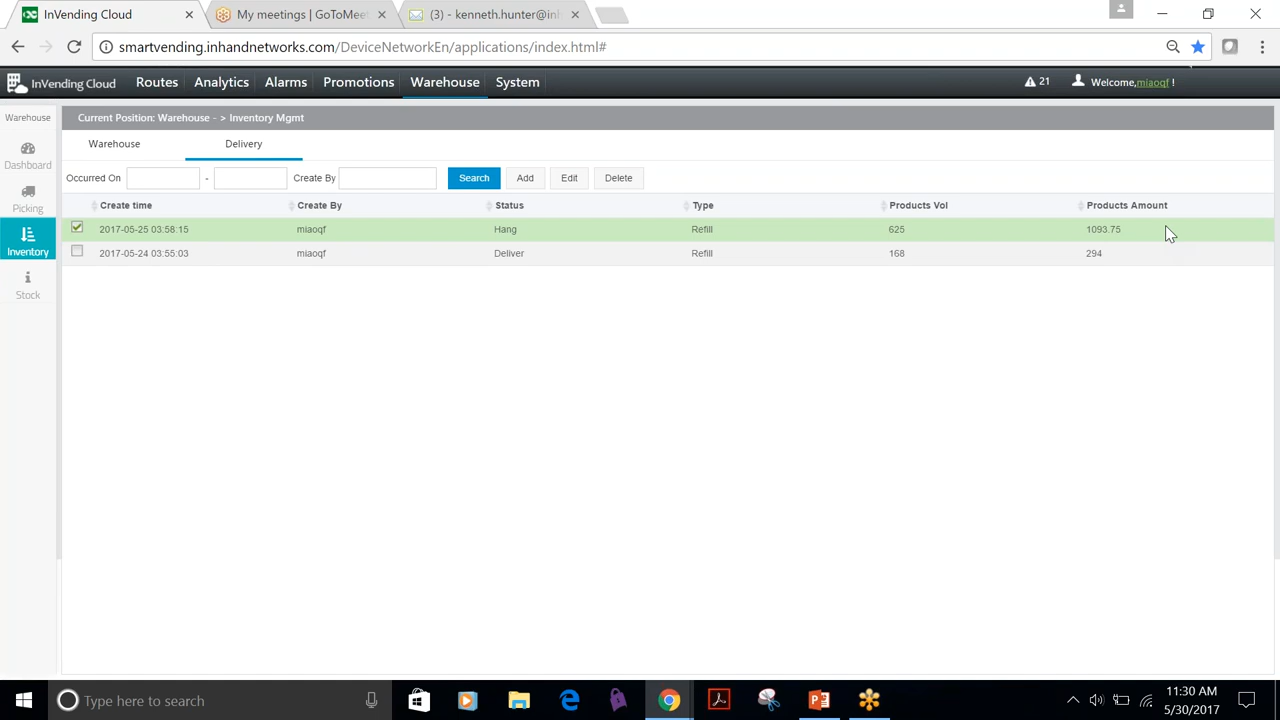 InVending Cloud
My meetings | GoToMee
(3) - kenneth.hunter@inl
smartvending.inhandnetworks.com/DeviceNetworkEn/applications/index.html#
InVending Cloud Routes Analytics Alarms Promotions Warehouse System 21 Welcome,miaoqf !
Warehouse
Dashboard
Picking
Inventory
Stock
Current Position: Warehouse - > Inventory Mgmt
Warehouse Delivery
Occurred On - Create By Search Add Edit Delete
Create time Create By Status Type Products Vol Products Amount
2017-05-25 03:58:15 miaoqf Hang Refill 625 1093.75
2017-05-24 03:55:03 miaoqf Deliver Refill 168 294
Type here to search
11:30 AM
5/30/2017